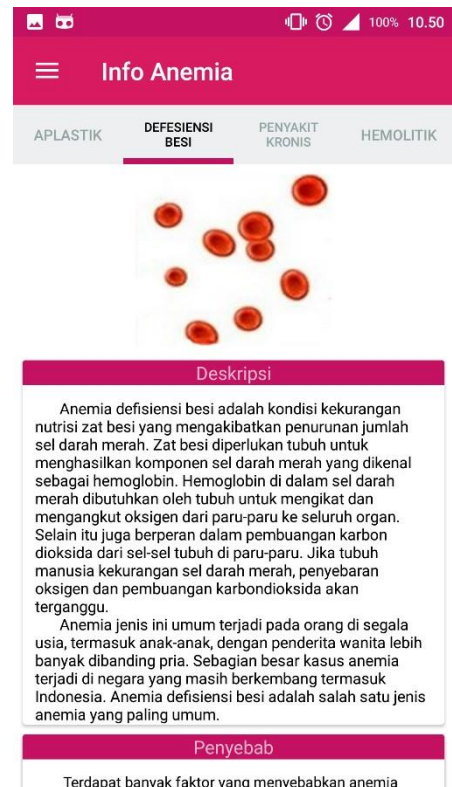 100% 10.50
Info Anemia
APLASTIK
DEFESIENSI
BESI
PENYAKIT
KRONIS
HEMOLITIK
Deskripsi
Anemia defisiensi besi adalah kondisi kekurangan
nutrisi zat besi yang mengakibatkan penurunan jumlah
sel darah merah. Zat besi diperlukan tubuh untuk
menghasilkan komponen sel darah merah yang dikenal
sebagai hemoglobin. Hemoglobin di dalam sel darah
merah dibutuhkan oleh tubuh untuk mengikat dan
mengangkut oksigen dari paru-paru ke seluruh organ.
Selain itu juga berperan dalam pembuangan karbon
dioksida dari sel-sel tubuh di paru-paru. Jika tubuh
manusia kekurangan sel darah merah, penyebaran
oksigen dan pembuangan karbondioksida akan
terganggu.
Anemia jenis ini umum terjadi pada orang di segala
usia, termasuk anak-anak, dengan penderita wanita lebih
banyak dibanding pria. Sebagian besar kasus anemia
terjadi di negara yang masih berkembang termasuk
Indonesia. Anemia defisiensi besi adalah salah satu jenis
anemia yang paling umum.
Penyebab
Terdapat banyak faktor yang menyebabkan anemia